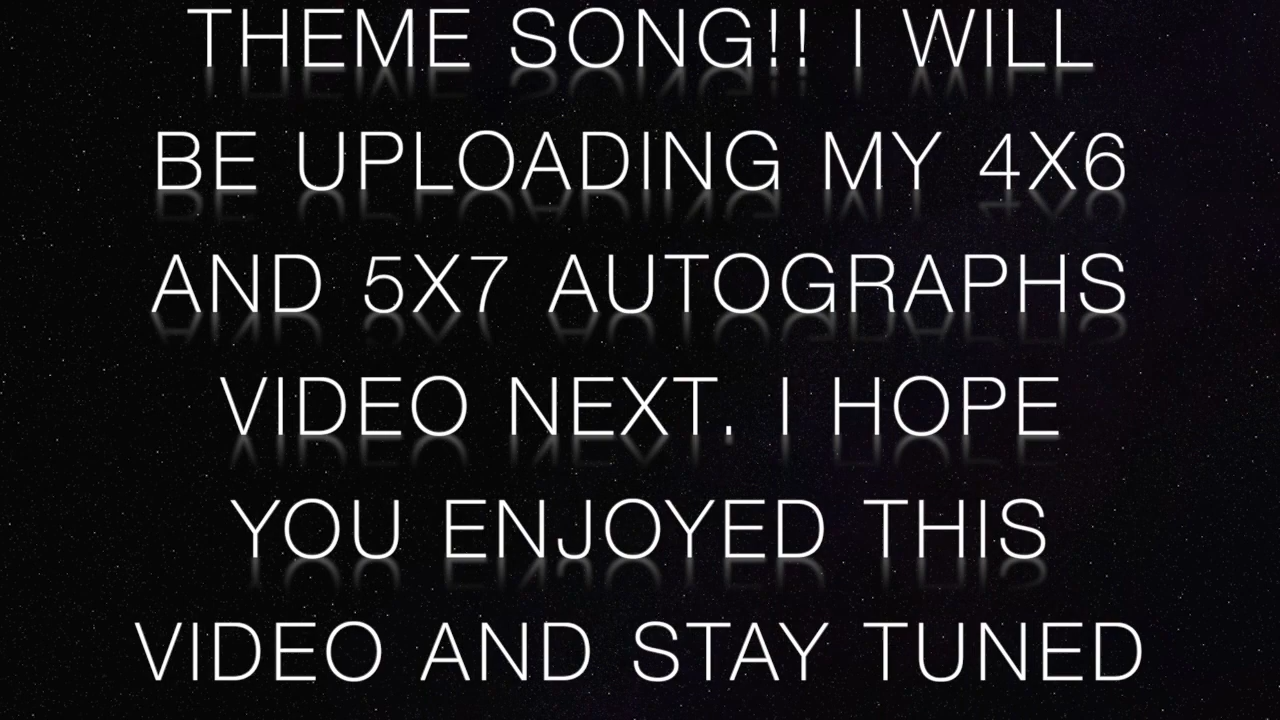 THEME SONG!! I WILL
BE UPLOADING MY 4X6
AND 5X7 AUTOGRAPHS
VIDEO NEXT. I HOPE
YOU ENJOYED THIS
VIDEO AND STAY TUNED